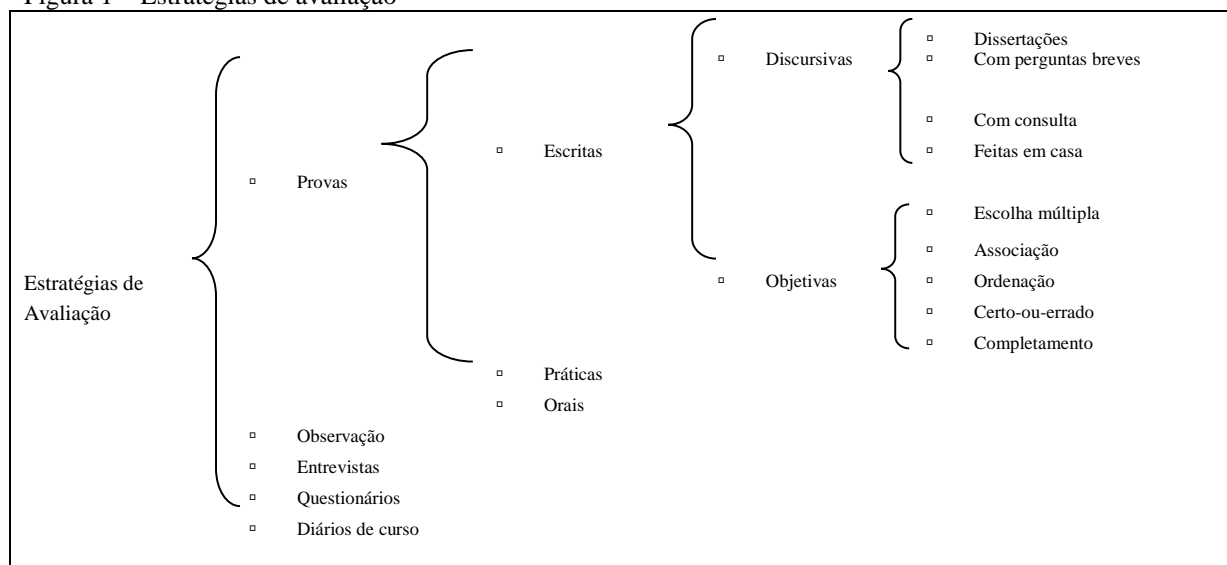 Figura 1 – Estratégias de avaliação
Dissertações
Discursivas
Com perguntas breves
Com consulta
Escritas
Feitas em casa
Provas
Escolha múltipla
Associação
Estratégias de
Objetivas
Ordenação
Avaliação
Certo-ou-errado
Completamento
Práticas
Orais
Observação
Entrevistas
Questionários
Diários de curso